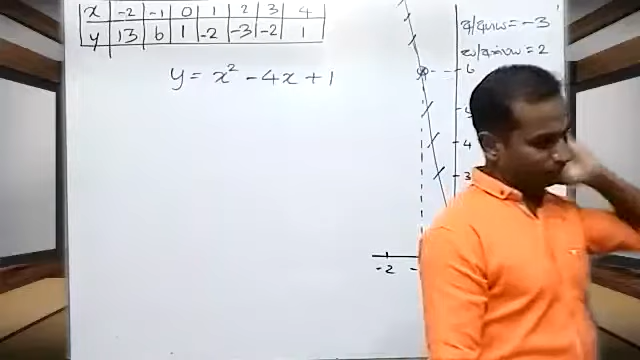 x -2 -1 0 1 2 3 4
y 13 6 1 -2 -3 -2 1
y = x² - 4x + 1
= -3
= 2
6
5
4
3
-2